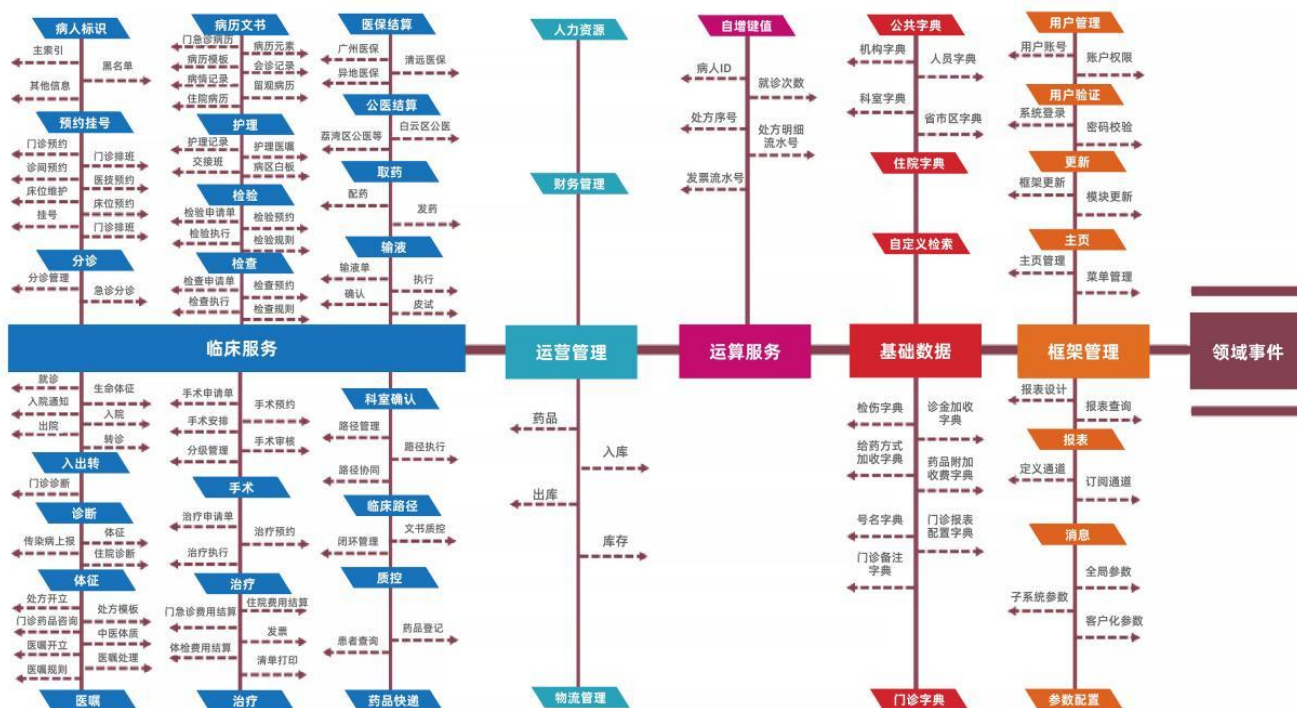 病人标识
主索引
黑名单
其他信息
预约挂号
门诊预约
门诊排班
诊间预约
医技预约
床位维护
床位预约
挂号
门诊排班
分诊
分诊管理
急诊分诊
病历文书
门急诊病历
病历元素
病历模板
会诊记录
病情记录
留观病历
住院病历
护理
护理记录
护理医嘱
交接班
病区白板
检验
检验申请单
检验预约
检验执行
检验规则
检查
检查申请单
检查预约
检查执行
检查规则
医保结算
广州医保
清远医保
异地医保
公医结算
白云区公医
荔湾区公医等
取药
配药
发药
输液
输液单
执行
确认
皮试
人力资源
财务管理
自增键值
病人ID
就诊次数
处方序号
处方明细
流水号
发票流水号
公共字典
机构字典
人员字典
科室字典
省市区字典
住院字典
自定义检索
用户管理
用户账号
账户权限
用户验证
系统登录
密码校验
更新
框架更新
模块更新
主页
主页管理
菜单管理
临床服务
运营管理
运算服务
基础数据
框架管理
领域事件
就诊
生命体征
入院通知
入院
出院
转诊
入出转
门诊诊断
诊断
体征
传染病上报
住院诊断
体征
处方开立
处方模板
门诊药品咨询
中医体质
医嘱开立
医嘱处理
医嘱规则
医嘱
手术申请单
手术预约
手术安排
手术审核
分级管理
手术
治疗申请单
治疗预约
治疗执行
治疗
住院费用结算
门急诊费用结算
发票
体检费用结算
清单打印
治疗
科室确认
路径管理
路径执行
路径协同
临床路径
文书质控
闭环管理
质控
药品登记
患者查询
药品快递
药品
入库
出库
库存
物流管理
检伤字典
诊金加收
字典
给药方式
加收字典
药品附加
收费字典
号名字典
门诊报表
配置字典
门诊备注
字典
门诊字典
报表设计
报表查询
报表
定义通道
订阅通道
消息
全局参数
子系统参数
客户化参数
参数配置